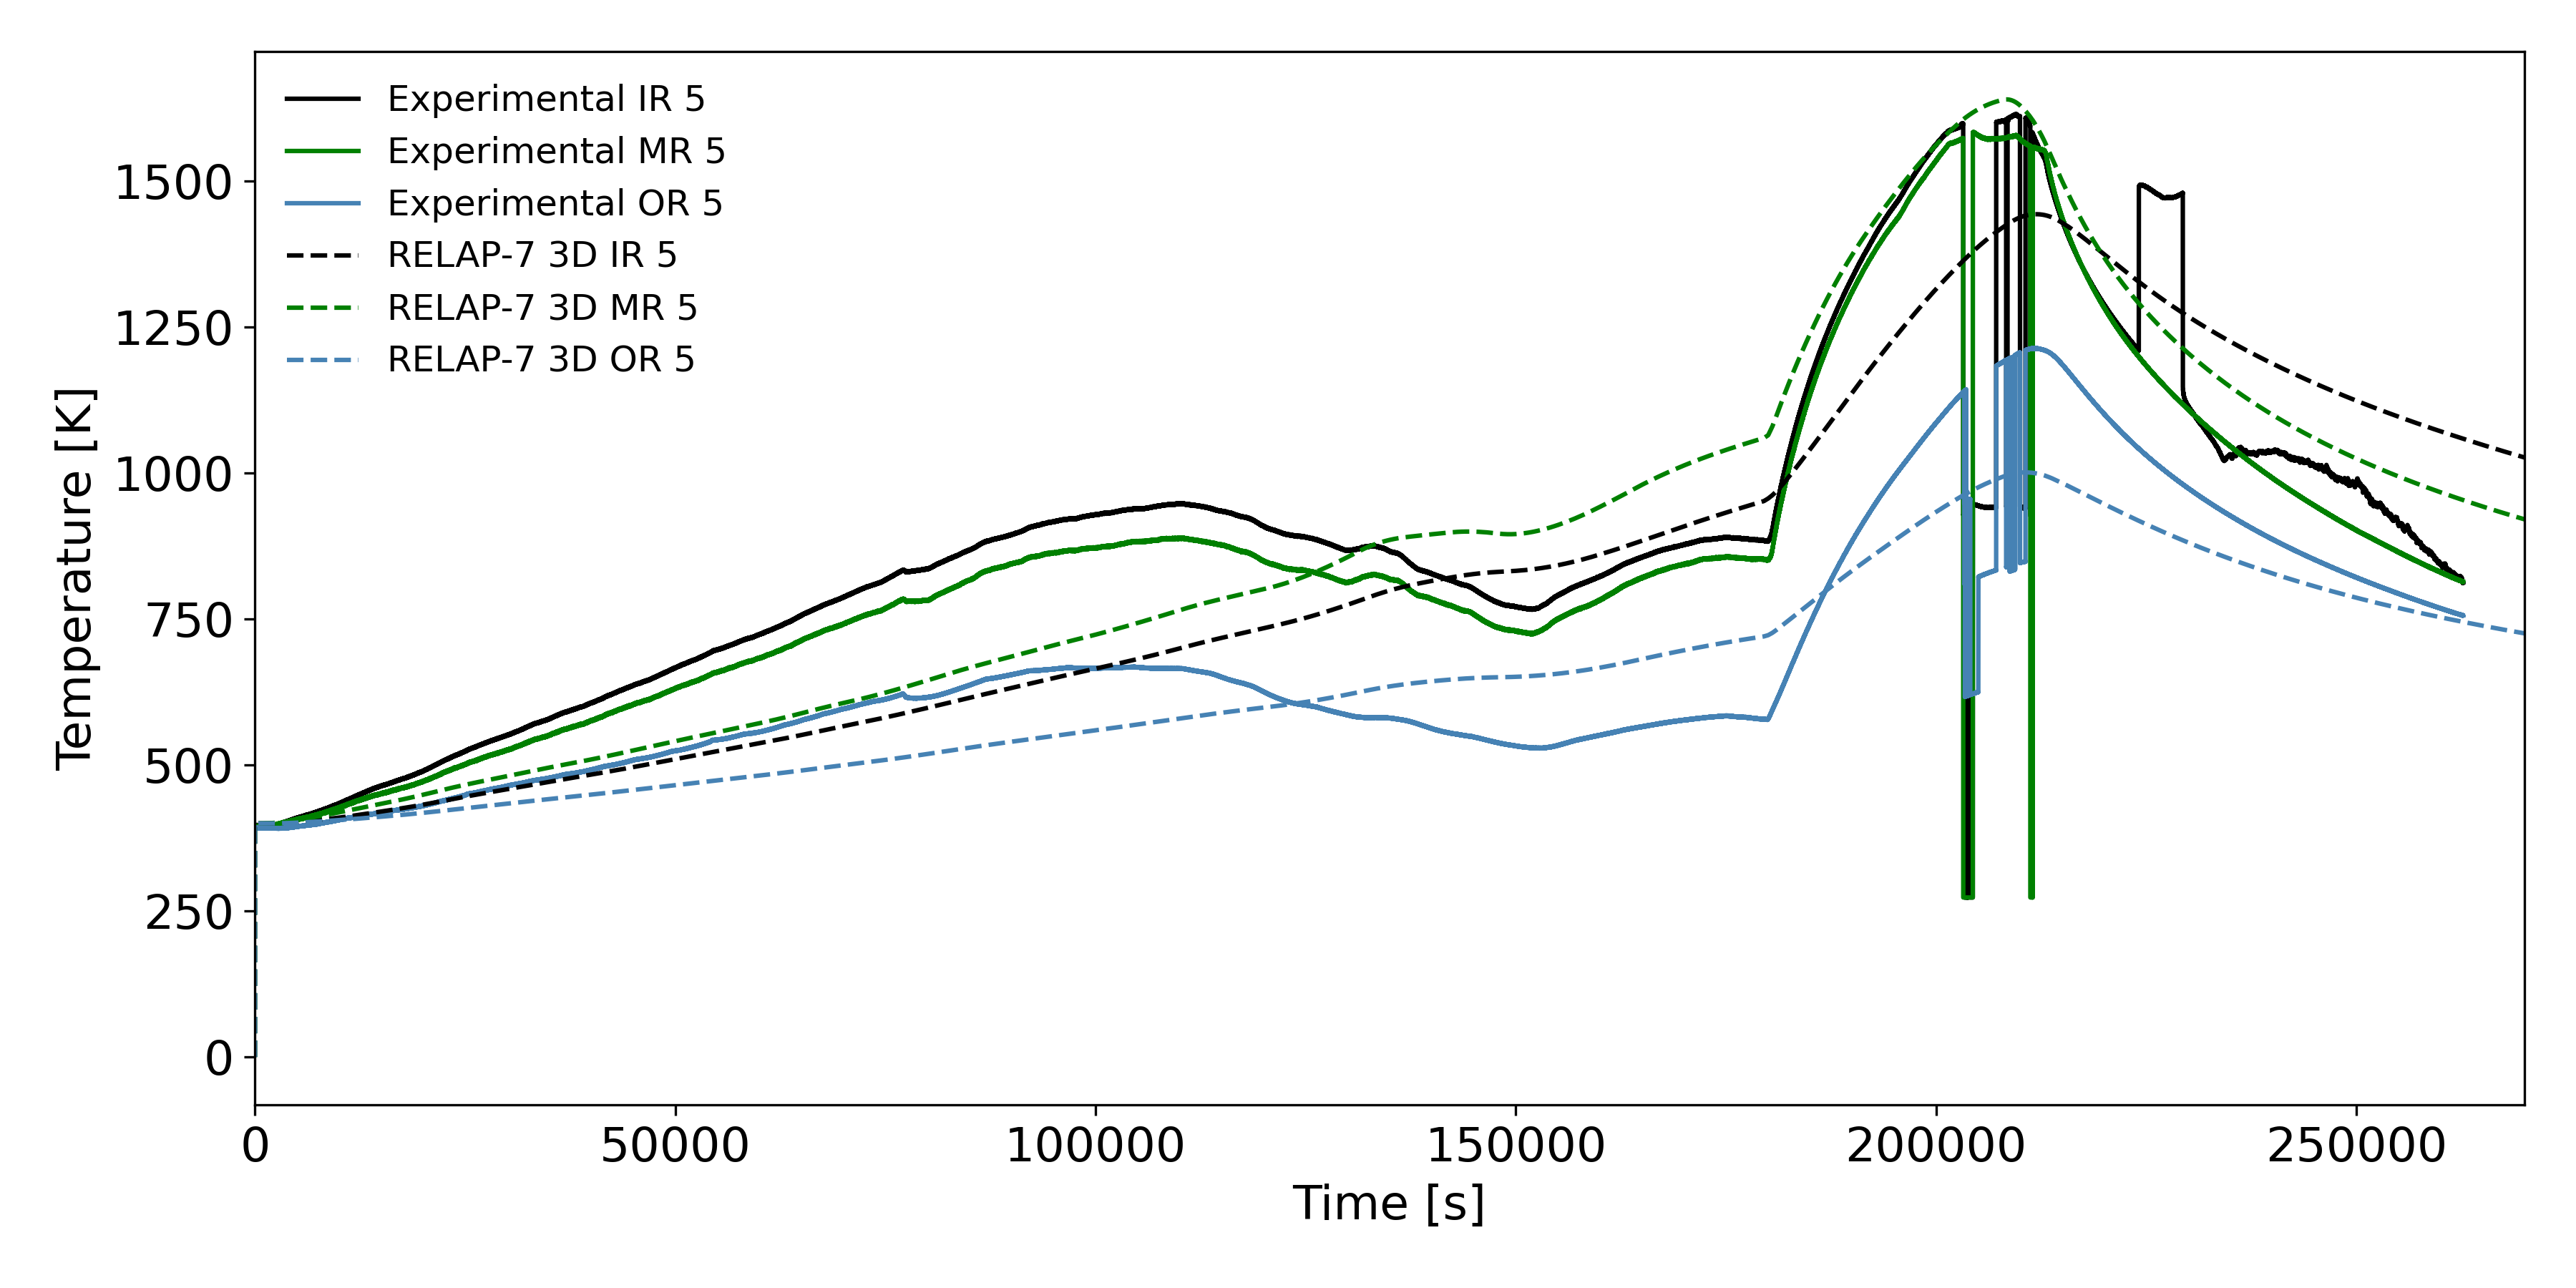 Experimental IR 5
Experimental MR 5
Experimental OR 5
RELAP-7 3D IR 5
RELAP-7 3D MR 5
RELAP-7 3D OR 5
Temperature [K]
1500
1250
1000
750
500
250
0
0 50000 100000 150000 200000 250000
Time [s]